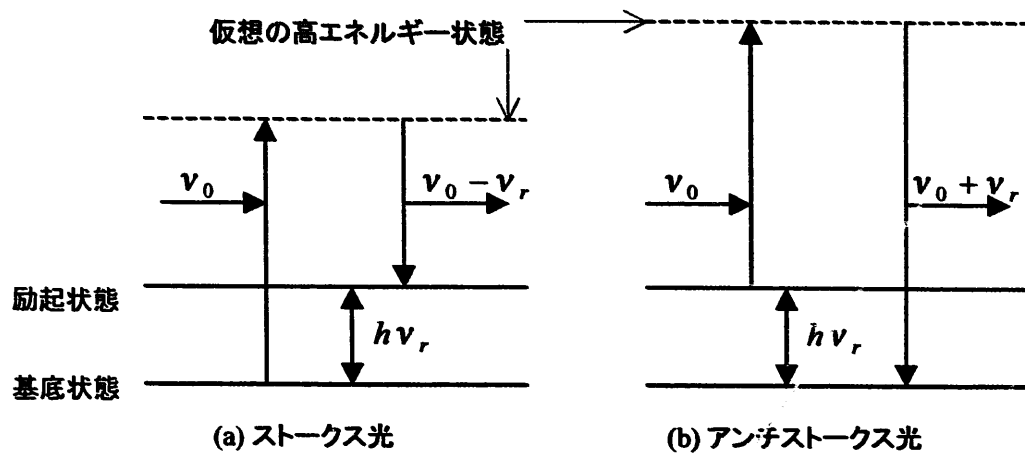 仮想の高エネルギー状態
ν₀
ν₀ − νᵣ
ν₀
ν₀ + νᵣ
励起状態
hνᵣ
hνᵣ
基底状態
(a) ストークス光
(b) アンチストークス光